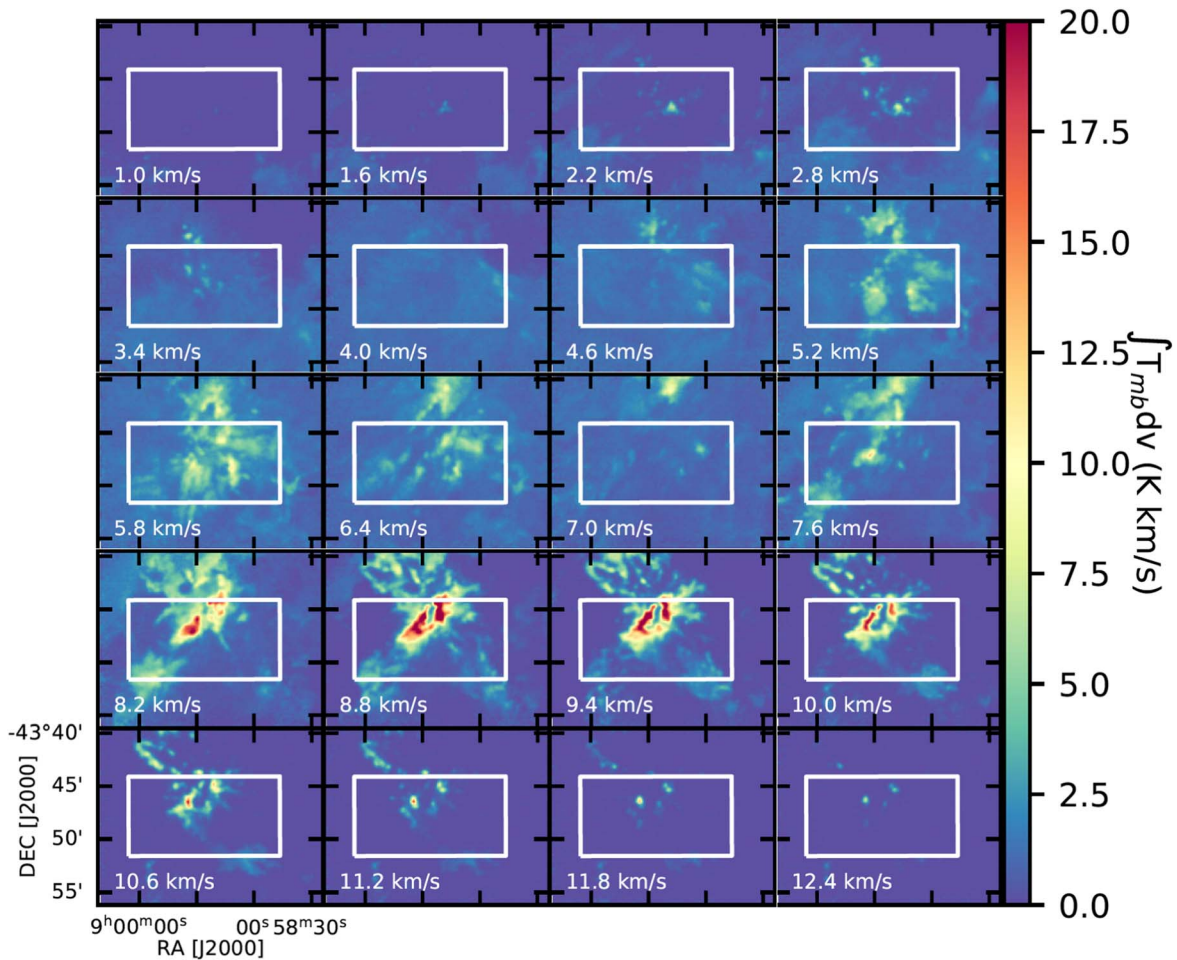 1.0 km/s
1.6 km/s
2.2 km/s
2.8 km/s
3.4 km/s
4.0 km/s
4.6 km/s
5.2 km/s
5.8 km/s
6.4 km/s
7.0 km/s
7.6 km/s
8.2 km/s
8.8 km/s
9.4 km/s
10.0 km/s
10.6 km/s
11.2 km/s
11.8 km/s
12.4 km/s
-43°40'
45'
50'
55'
DEC [J2000]
9ʰ00ᵐ00ˢ
00ˢ58ᵐ30ˢ
RA [J2000]
20.0
17.5
15.0
12.5
10.0
7.5
5.0
2.5
0.0
∫T_mb dv (K km/s)